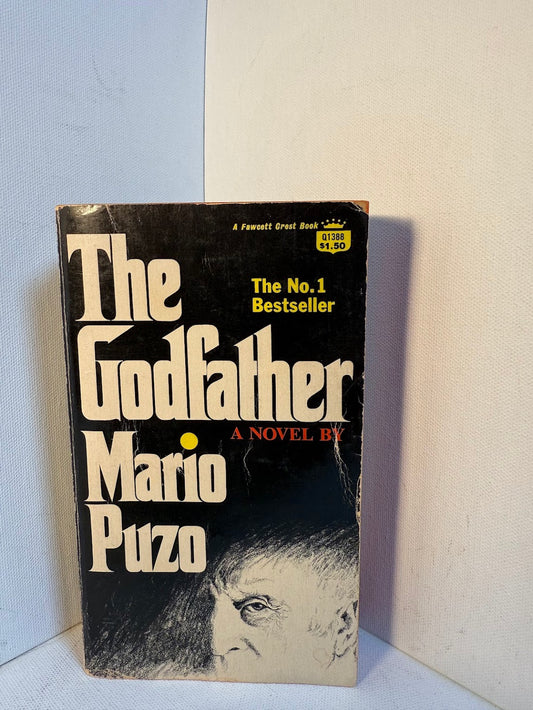 A Fawcett Crest Book
Q1388
$1.50
The No.1
Bestseller
The
Godfather
A NOVEL BY
Mario
Puzo